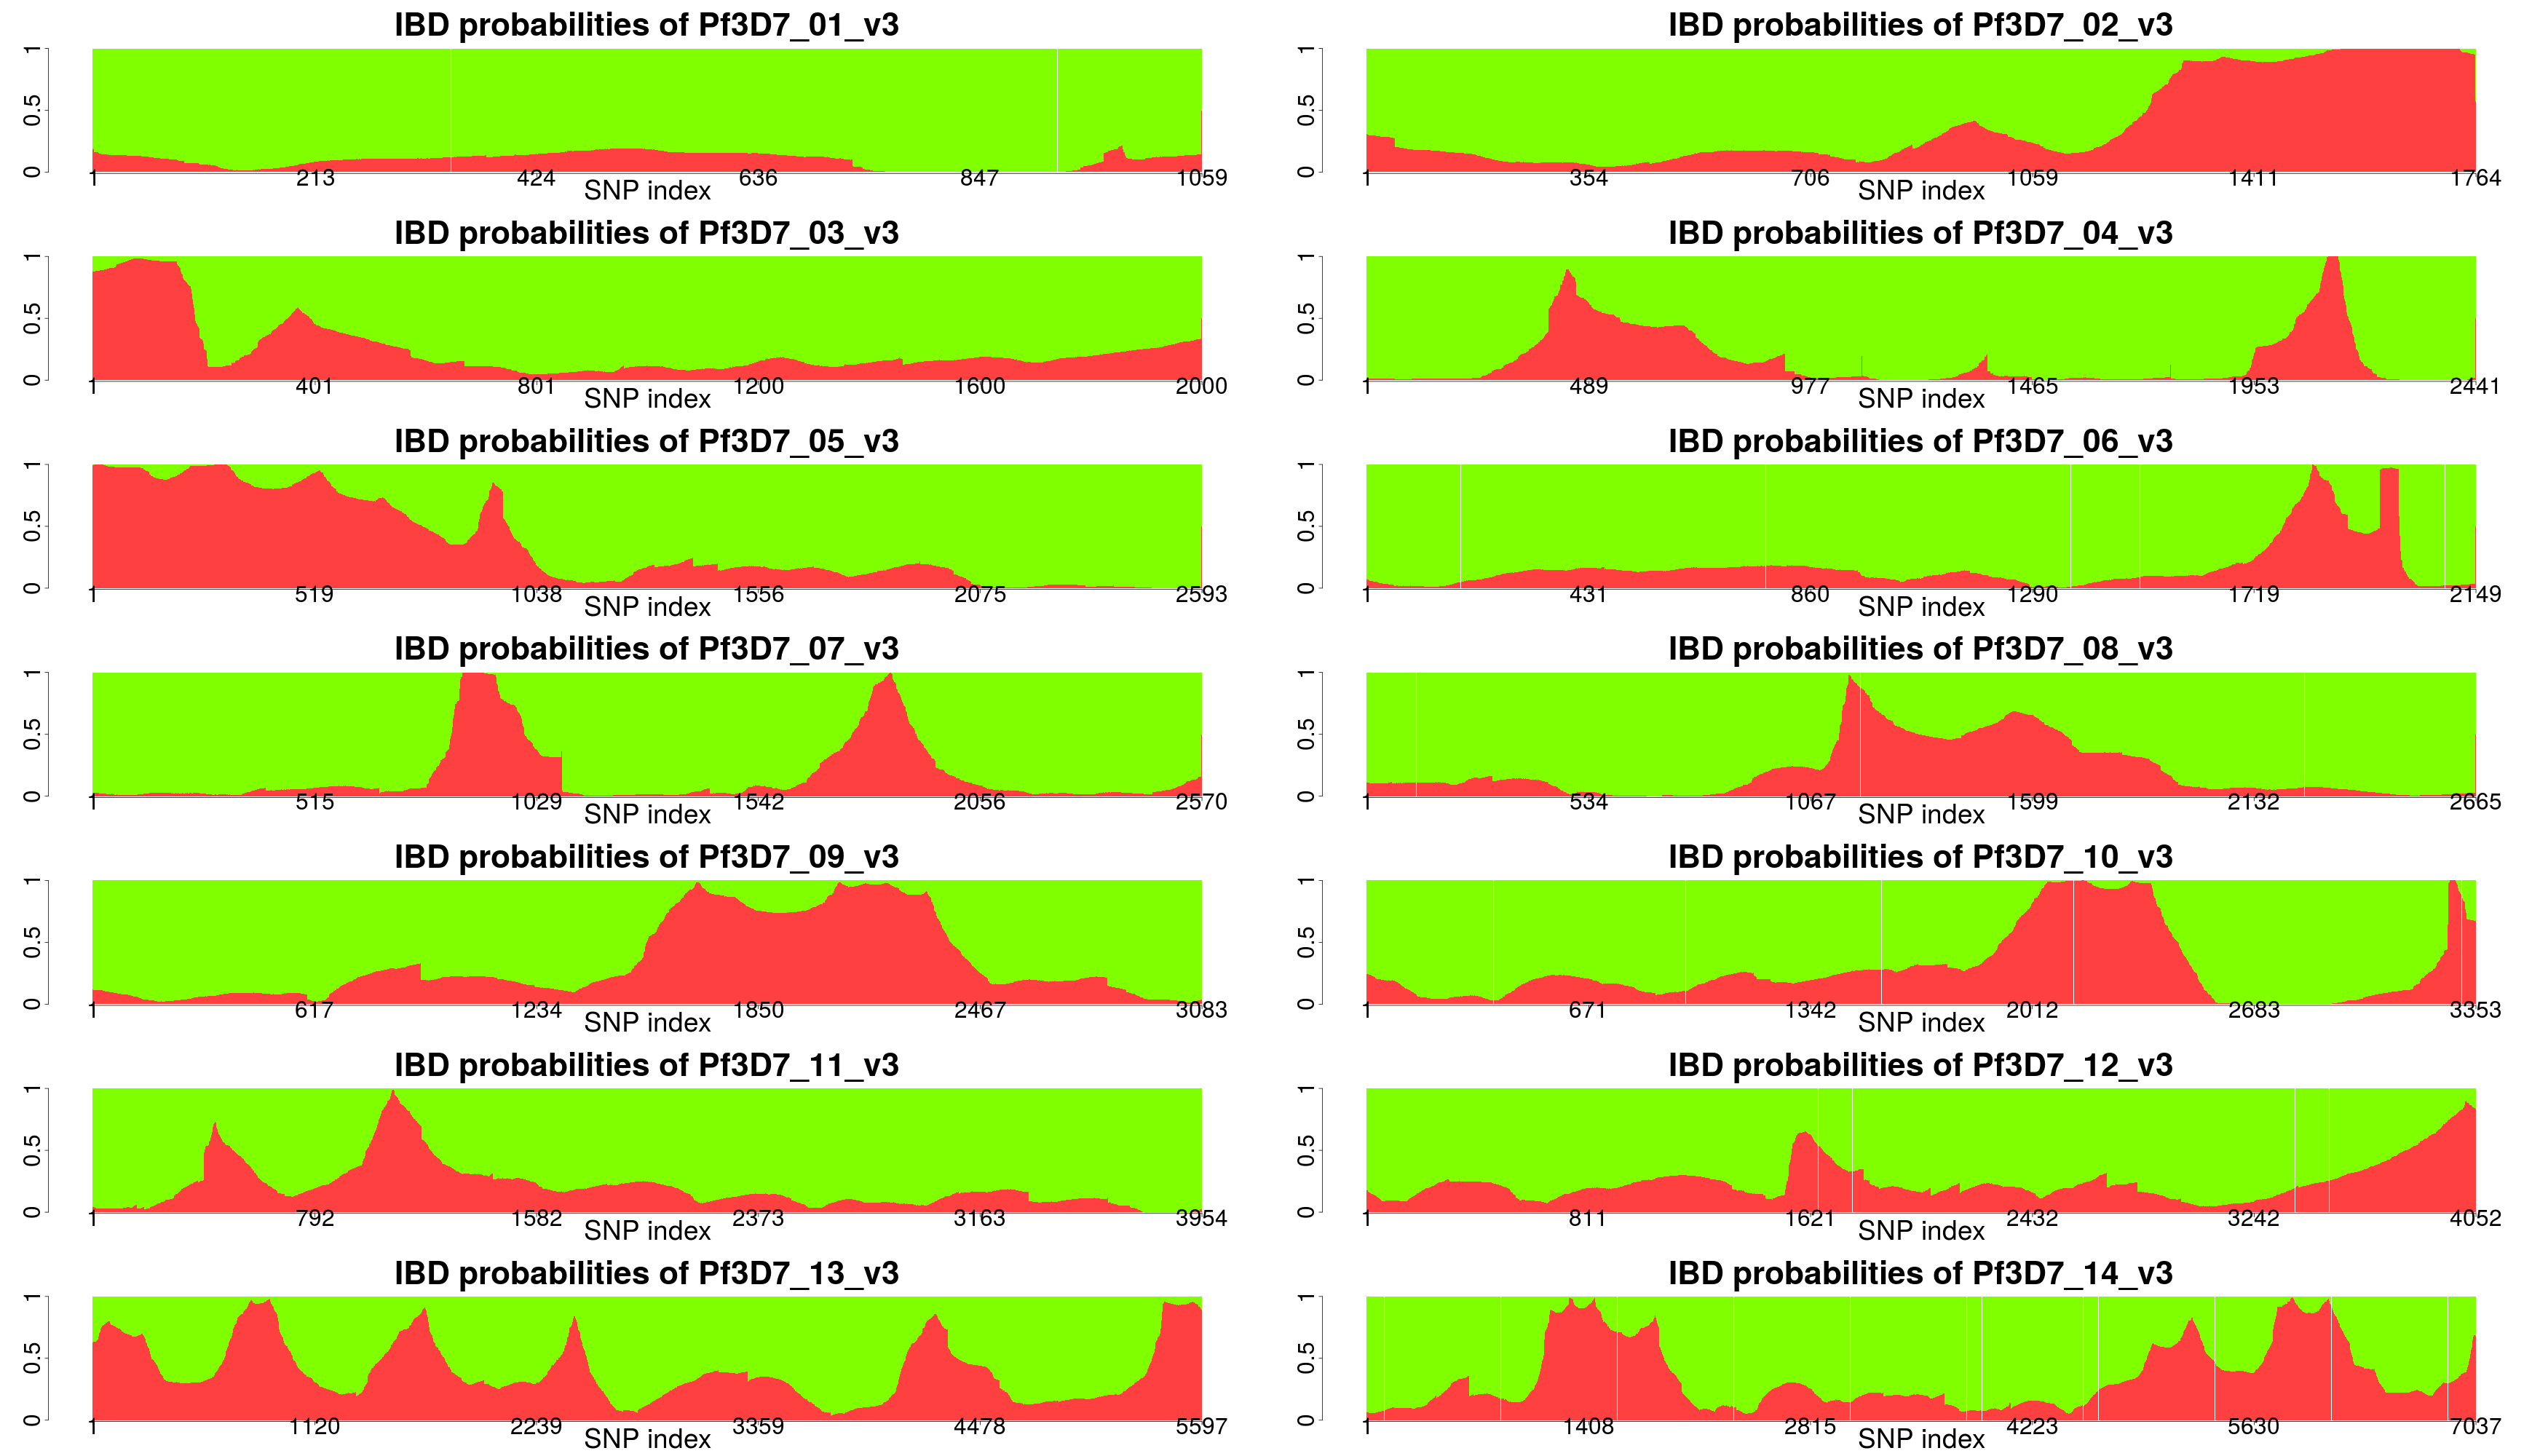 IBD probabilities of Pf3D7_01_v3
0 0.5 1
1 213 424 636 847 1059
SNP index
IBD probabilities of Pf3D7_02_v3
0 0.5 1
1 354 706 1059 1411 1764
SNP index
IBD probabilities of Pf3D7_03_v3
0 0.5 1
1 401 801 1200 1600 2000
SNP index
IBD probabilities of Pf3D7_04_v3
0 0.5 1
1 489 977 1465 1953 2441
SNP index
IBD probabilities of Pf3D7_05_v3
0 0.5 1
1 519 1038 1556 2075 2593
SNP index
IBD probabilities of Pf3D7_06_v3
0 0.5 1
1 431 860 1290 1719 2149
SNP index
IBD probabilities of Pf3D7_07_v3
0 0.5 1
1 515 1029 1542 2056 2570
SNP index
IBD probabilities of Pf3D7_08_v3
0 0.5 1
1 534 1067 1599 2132 2665
SNP index
IBD probabilities of Pf3D7_09_v3
0 0.5 1
1 617 1234 1850 2467 3083
SNP index
IBD probabilities of Pf3D7_10_v3
0 0.5 1
1 671 1342 2012 2683 3353
SNP index
IBD probabilities of Pf3D7_11_v3
0 0.5 1
1 792 1582 2373 3163 3954
SNP index
IBD probabilities of Pf3D7_12_v3
0 0.5 1
1 811 1621 2432 3242 4052
SNP index
IBD probabilities of Pf3D7_13_v3
0 0.5 1
1 1120 2239 3359 4478 5597
SNP index
IBD probabilities of Pf3D7_14_v3
0 0.5 1
1 1408 2815 4223 5630 7037
SNP index